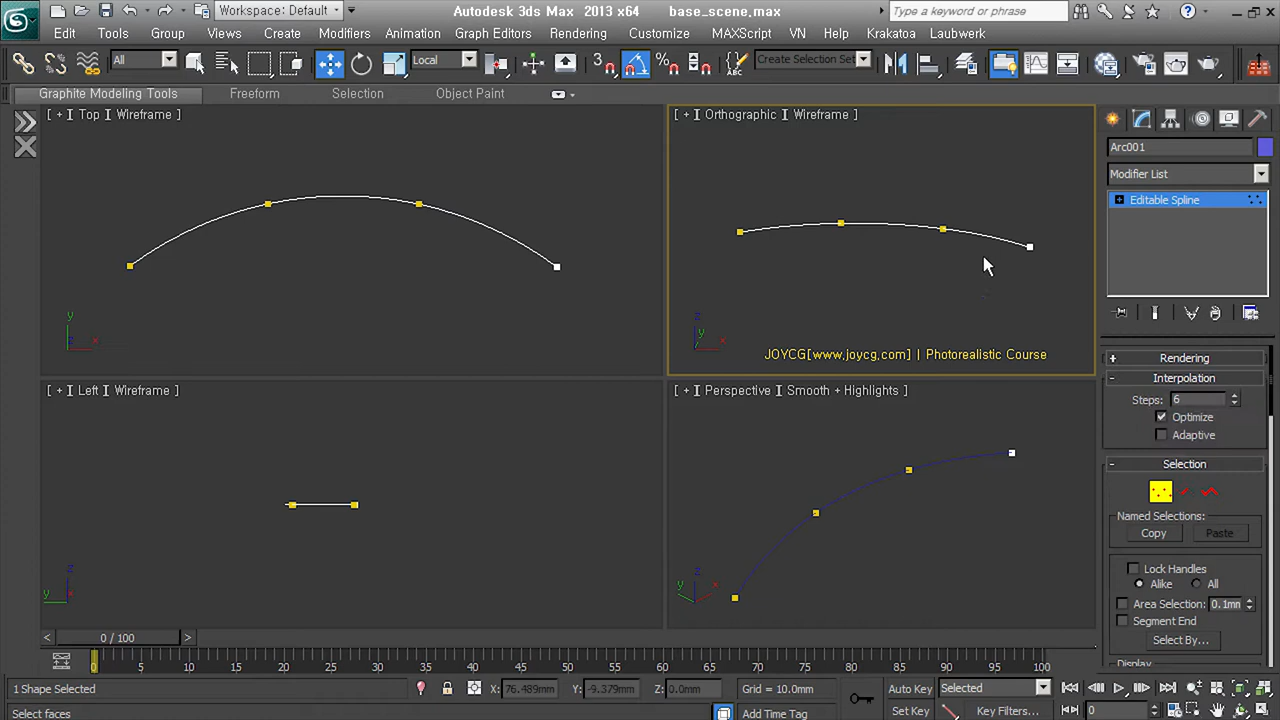 Workspace: Default
Autodesk 3ds Max  2013 x64    base_scene.max
Type a keyword or phrase
Edit
Tools
Group
Views
Create
Modifiers
Animation
Graph Editors
Rendering
Customize
MAXScript
VN
Help
Krakatoa
Laubwerk
All
Local
3
Create Selection Set
Graphite Modeling Tools
Freeform
Selection
Object Paint
[ + ] Top ] Wireframe ]
[ + ] Orthographic ] Wireframe ]
Arc001
Modifier List
Editable Spline
y
z
x
z
y
x
JOYCG[www.joycg.com] | Photorealistic Course
Rendering
Interpolation
Steps: 6
Optimize
Adaptive
[ + ] Left ] Wireframe ]
[ + ] Perspective ] Smooth + Highlights ]
Selection
Named Selections:
Copy
Paste
Lock Handles
Alike
All
Area Selection: 0.1mm
Segment End
Select By...
Display
z
y
x
z
y
x
0 / 100
0 5 10 15 20 25 30 35 40 45 50 55 60 65 70 75 80 85 90 95 100
1 Shape Selected
X: 76.489mm
Y: -9.379mm
Z: 0.0mm
Grid = 10.0mm
Auto Key
Selected
Select faces
Add Time Tag
Set Key
Key Filters...
0